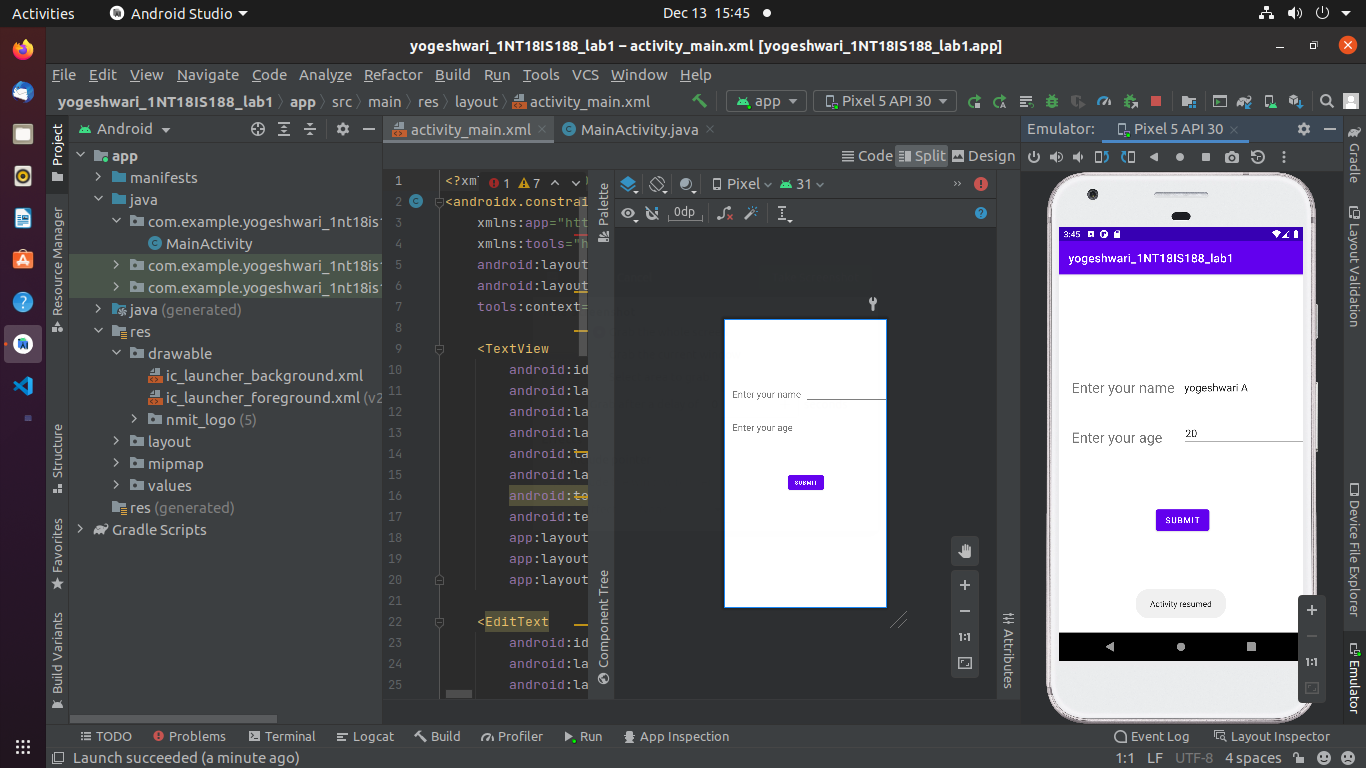 Activities
Android Studio
Dec 13 15:45
yogeshwari_1NT18IS188_lab1 – activity_main.xml [yogeshwari_1NT18IS188_lab1.app]
File Edit View Navigate Code Analyze Refactor Build Run Tools VCS Window Help
yogeshwari_1NT18IS188_lab1 app src main res layout activity_main.xml
app
Pixel 5 API 30
Project
Resource Manager
Structure
Favorites
Build Variants
Android
app
manifests
java
com.example.yogeshwari_1nt18is1
MainActivity
com.example.yogeshwari_1nt18is1
com.example.yogeshwari_1nt18is1
java (generated)
res
drawable
ic_launcher_background.xml
ic_launcher_foreground.xml (v2
nmit_logo (5)
layout
mipmap
values
res (generated)
Gradle Scripts
activity_main.xml
MainActivity.java
Code Split Design
1 <?xml
1 7
2 <androidx.constrai
3 xmlns:app="htt
4 xmlns:tools="h
5 android:layout
6 android:layout
7 tools:context=
8
9 <TextView
10 android:id
11 android:la
12 android:la
13 android:la
14 android:la
15 android:la
16 android:te
17 android:te
18 app:layout
19 app:layout
20 app:layout
21
22 <EditText
23 android:id
24 android:la
25 android:la
Palette
Component Tree
Pixel
31
0dp
Enter your name
Enter your age
SUBMIT
1:1
Attributes
Emulator:
Pixel 5 API 30
3:45
yogeshwari_1NT18IS188_lab1
Enter your name yogeshwari A
Enter your age 20
SUBMIT
Activity resumed
1:1
Gradle
Layout Validation
Device File Explorer
Emulator
TODO Problems Terminal Logcat Build Profiler Run App Inspection
Event Log Layout Inspector
Launch succeeded (a minute ago)
1:1 LF UTF-8 4 spaces